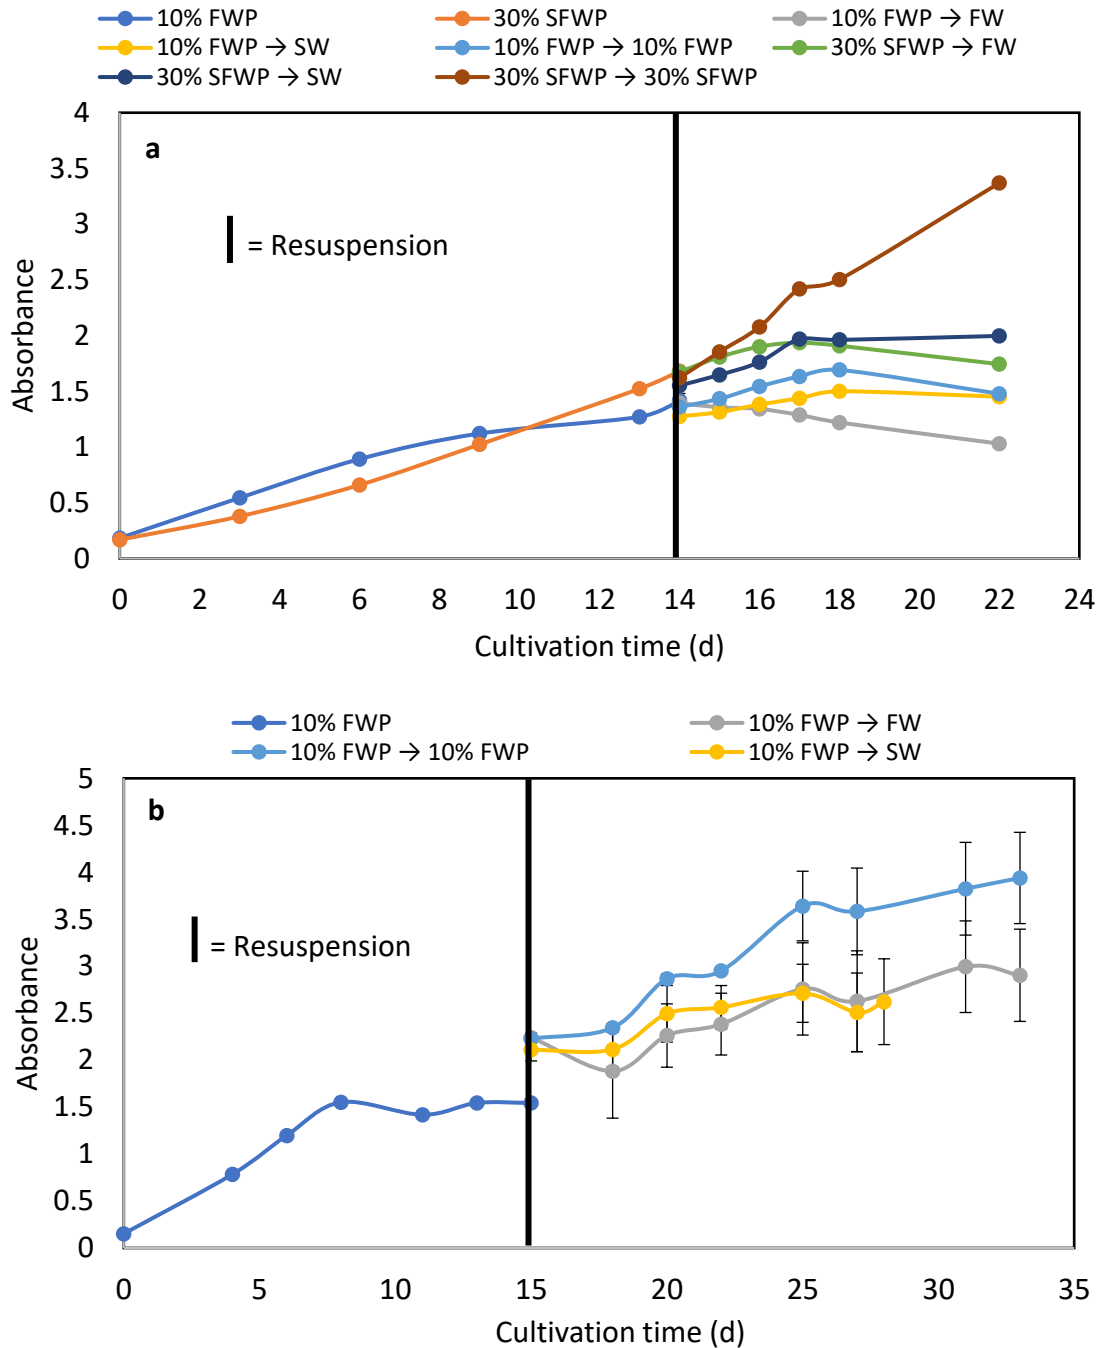 10% FWP 30% SFWP 10% FWP → FW
10% FWP → SW 10% FWP → 10% FWP 30% SFWP → FW
30% SFWP → SW 30% SFWP → 30% SFWP
4
a
3.5
3
= Resuspension
2.5
2
1.5
1
0.5
0
Absorbance
0 2 4 6 8 10 12 14 16 18 20 22 24
Cultivation time (d)
10% FWP 10% FWP → FW
10% FWP → 10% FWP 10% FWP → SW
5
b
4.5
4
3.5
= Resuspension
3
2.5
2
1.5
1
0.5
0
Absorbance
0 5 10 15 20 25 30 35
Cultivation time (d)